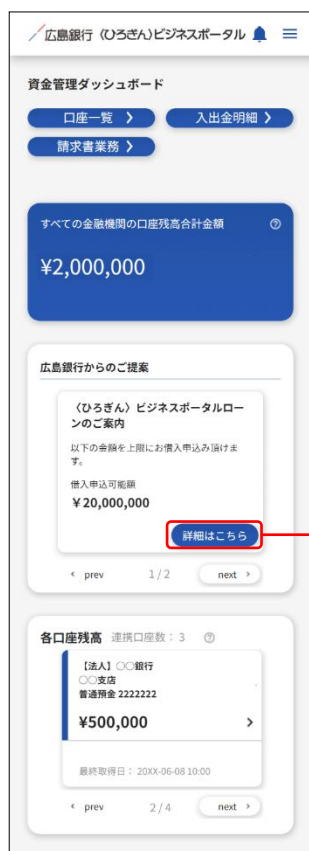 広島銀行〈ひろぎん〉ビジネスポータル
資金管理ダッシュボード
口座一覧 > 入出金明細 >
請求書業務 >
すべての金融機関の口座残高合計金額 ?
¥2,000,000
広島銀行からのご提案
〈ひろぎん〉ビジネスポータルロー
ンのご案内
以下の金額を上限にお借入申込み頂けま
す。
借入申込可能額
¥20,000,000
詳細はこちら
< prev 1/2 next >
各口座残高 連携口座数:3 ?
【法人】○○銀行
○○支店
普通預金 2222222
¥500,000 >
最終取得日: 20XX-06-08 10:00
< prev 2/4 next >